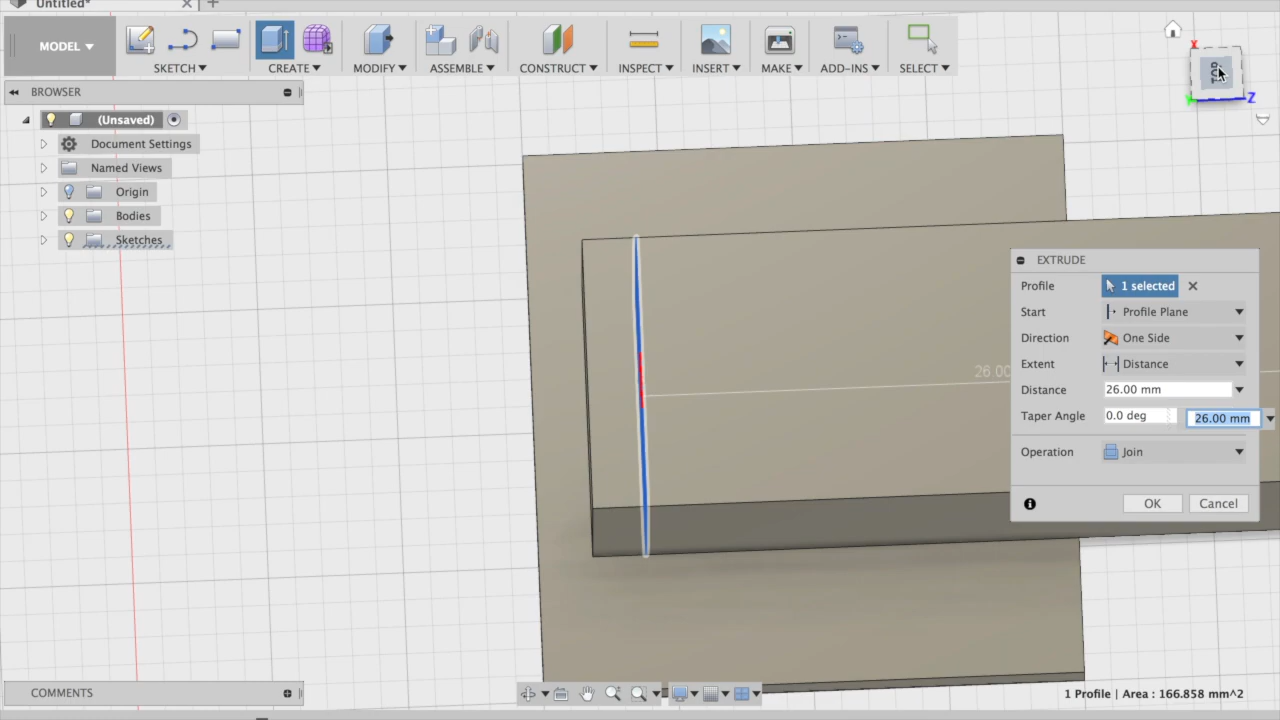 Untitled*
MODEL
SKETCH
CREATE
MODIFY
ASSEMBLE
CONSTRUCT
INSPECT
INSERT
MAKE
ADD-INS
SELECT
X
TOP
Z
BROWSER
(Unsaved)
Document Settings
Named Views
Origin
Bodies
Sketches
26.00
EXTRUDE
Profile 1 selected
Start Profile Plane
Direction One Side
Extent Distance
Distance 26.00 mm
Taper Angle 0.0 deg 26.00 mm
Operation Join
OK Cancel
COMMENTS
1 Profile | Area : 166.858 mm^2